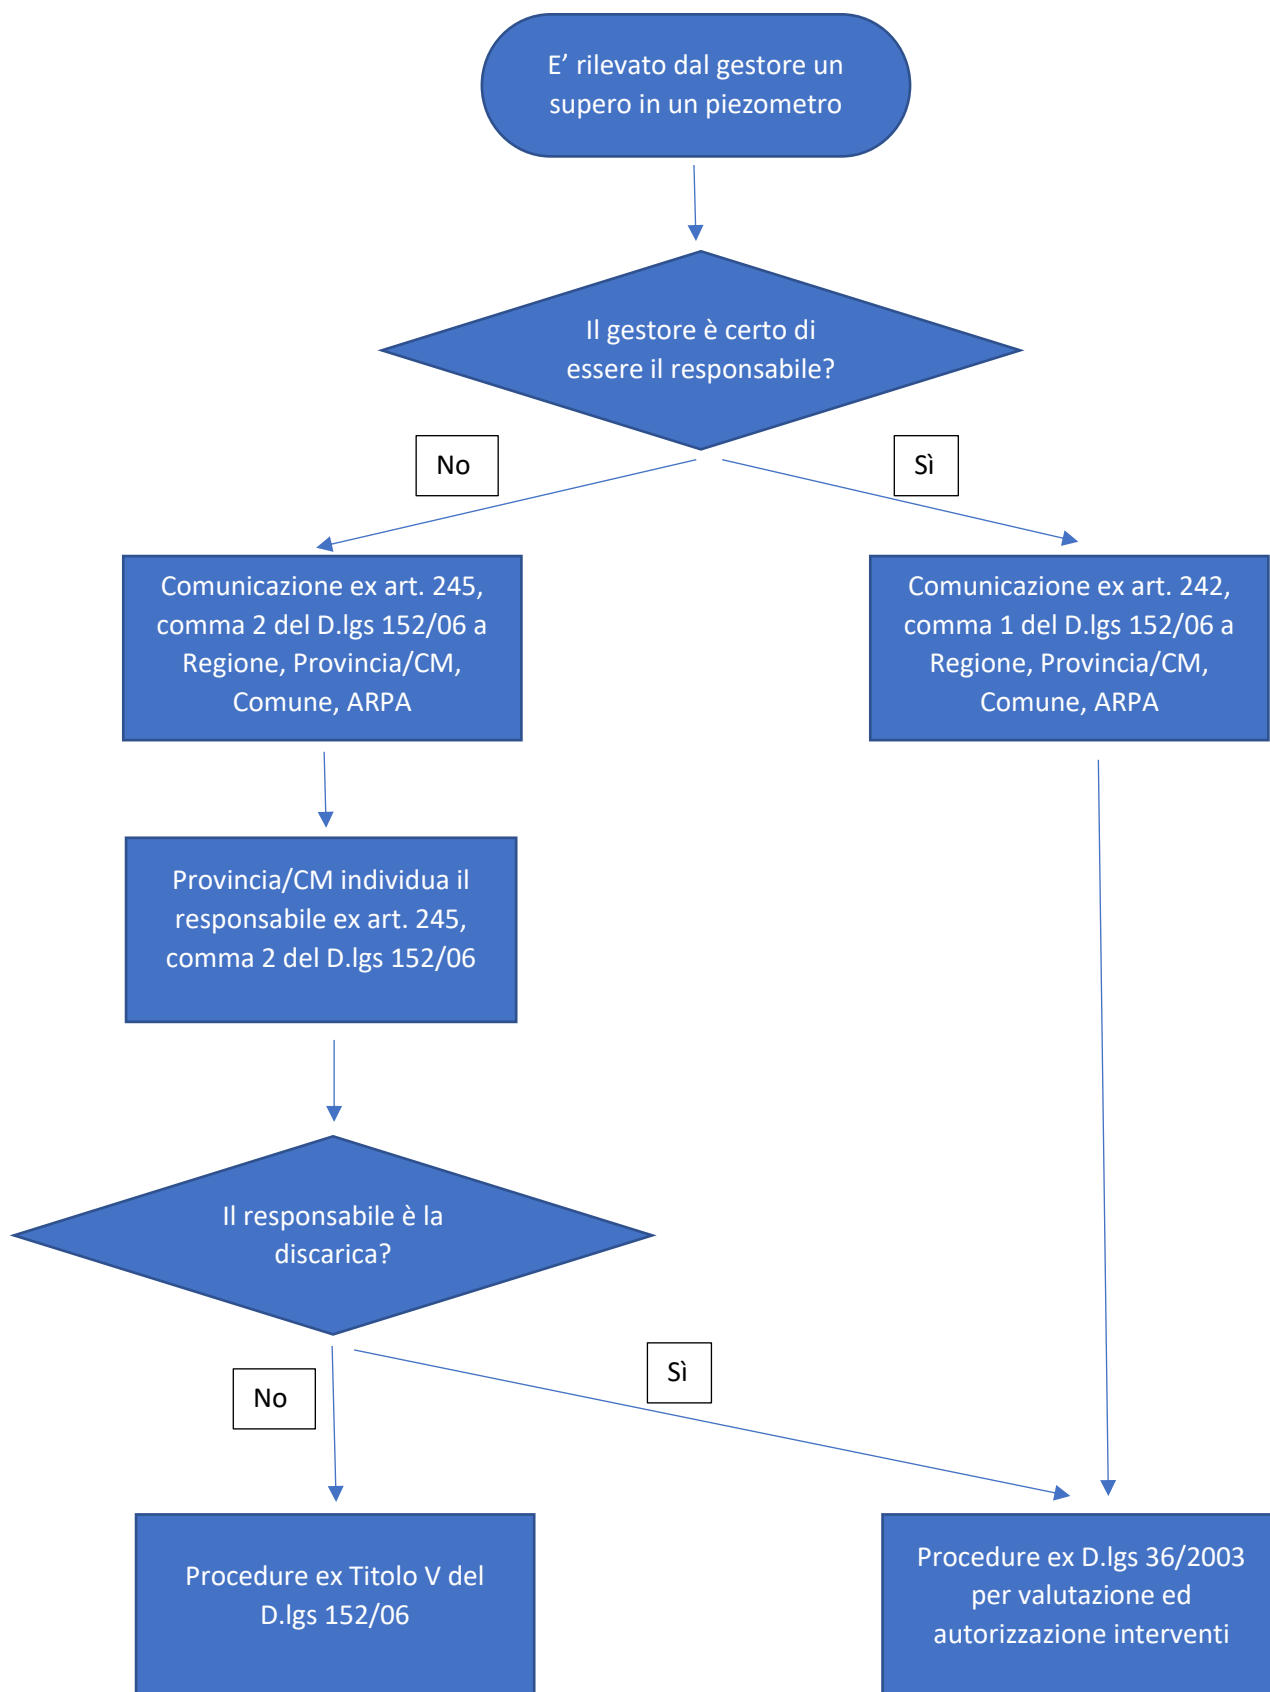 E’ rilevato dal gestore un
supero in un piezometro
Il gestore è certo di
essere il responsabile?
No
Sì
Comunicazione ex art. 245,
comma 2 del D.lgs 152/06 a
Regione, Provincia/CM,
Comune, ARPA
Comunicazione ex art. 242,
comma 1 del D.lgs 152/06 a
Regione, Provincia/CM,
Comune, ARPA
Provincia/CM individua il
responsabile ex art. 245,
comma 2 del D.lgs 152/06
Il responsabile è la
discarica?
No
Sì
Procedure ex Titolo V del
D.lgs 152/06
Procedure ex D.lgs 36/2003
per valutazione ed
autorizzazione interventi